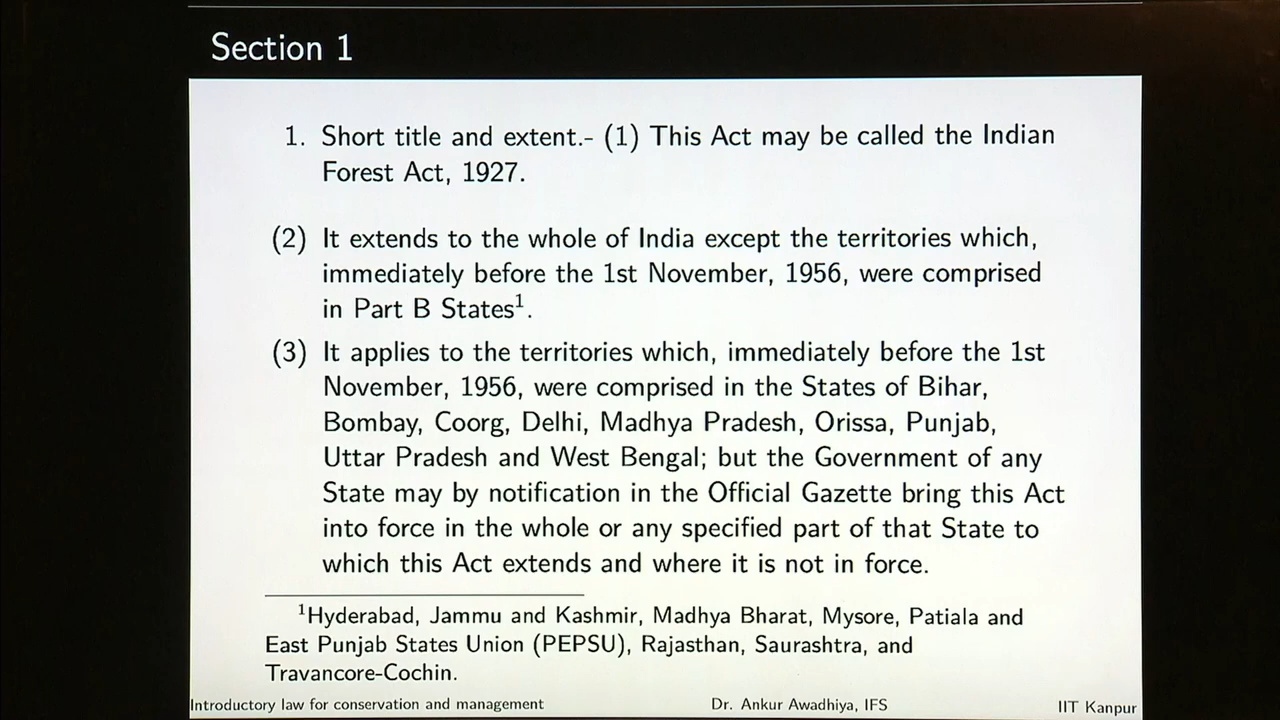 Section 1
1. Short title and extent.- (1) This Act may be called the Indian
Forest Act, 1927.
(2) It extends to the whole of India except the territories which,
immediately before the 1st November, 1956, were comprised
in Part B States¹.
(3) It applies to the territories which, immediately before the 1st
November, 1956, were comprised in the States of Bihar,
Bombay, Coorg, Delhi, Madhya Pradesh, Orissa, Punjab,
Uttar Pradesh and West Bengal; but the Government of any
State may by notification in the Official Gazette bring this Act
into force in the whole or any specified part of that State to
which this Act extends and where it is not in force.
¹Hyderabad, Jammu and Kashmir, Madhya Bharat, Mysore, Patiala and
East Punjab States Union (PEPSU), Rajasthan, Saurashtra, and
Travancore-Cochin.
Introductory law for conservation and management Dr. Ankur Awadhiya, IFS IIT Kanpur